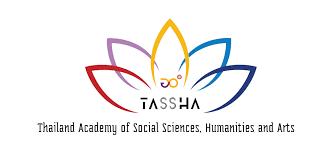 TASSHA
Thailand Academy of Social Sciences, Humanities and Arts